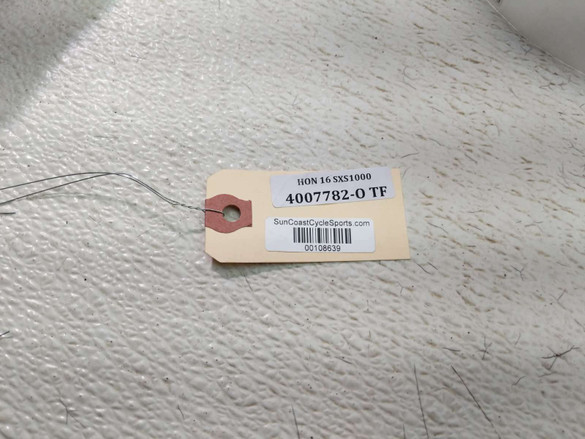 HON 16 SXS1000
4007782-O TF
SunCoastCycleSports.com
00108639